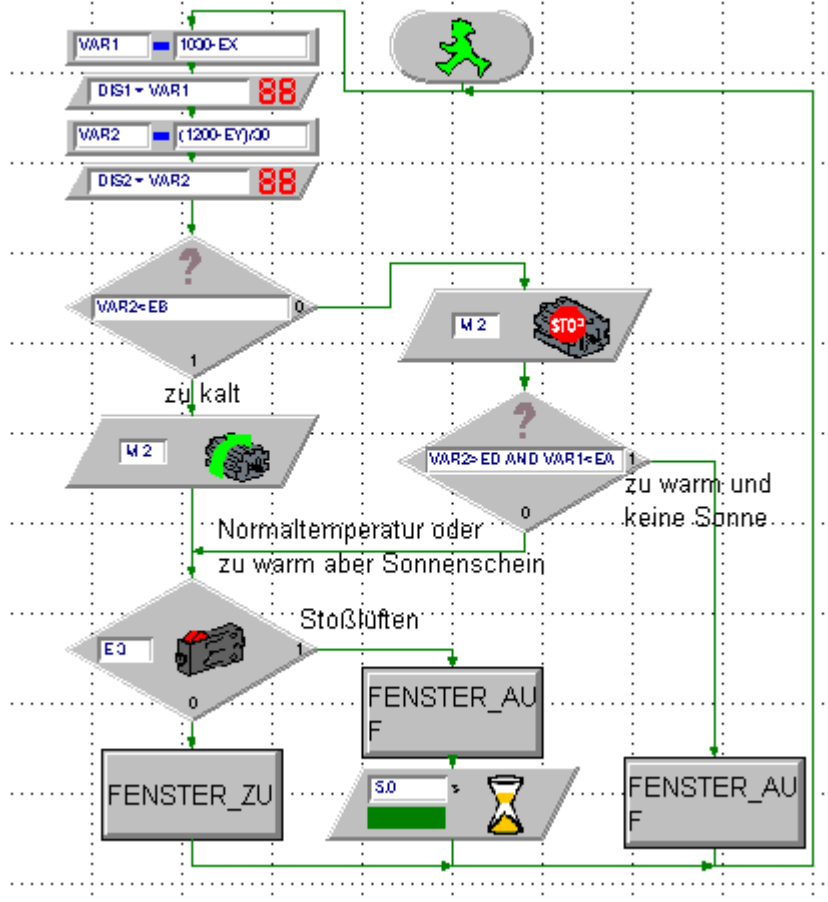 VAR1
1000-EX
DIS1 = VAR1
88
VAR2
(1200-EY)/30
DIS2 = VAR2
88
?
VAR2<EB
0
1
zu kalt
M2
STOP
M2
?
VAR2>ED AND VAR1<EA
1
0
zu warm und
keine Sonne
Normaltemperatur oder
zu warm aber Sonnenschein
E3
1
0
Stoßlüften
FENSTER_AU
F
FENSTER_ZU
5.0
s
FENSTER_AU
F